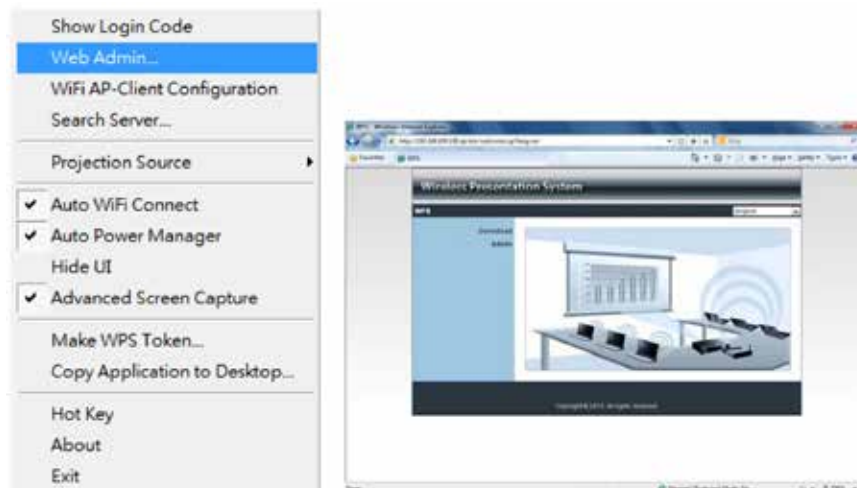 Show Login Code
Web Admin...
WiFi AP-Client Configuration
Search Server...
Projection Source
Auto WiFi Connect
Auto Power Manager
Hide UI
Advanced Screen Capture
Make WPS Token...
Copy Application to Desktop...
Hot Key
About
Exit
Wireless Presentation System
WPS
English
Download
Admin